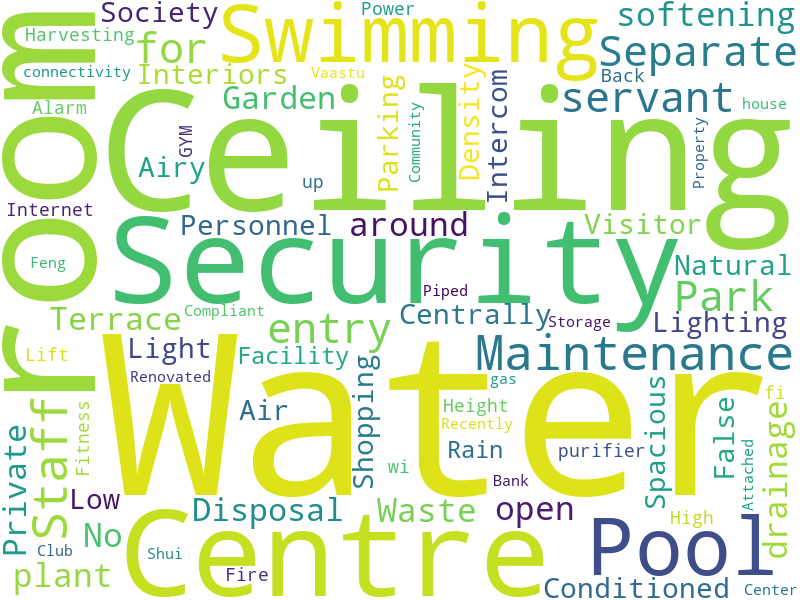 Society
Power
Swimming
softening
Harvesting
for
Separate
connectivity
Interiors
Vaastu
Back
Alarm
Garden
Parking
Community
Density
Intercom
servant
house
room
Ceiling
GYM
Airy
up
Property
Internet
Personnel
around
Visitor
Security
Feng
Natural
Piped
Park
Terrace
Compliant
entry
Centrally
Storage
Lighting
Lift
Light
Facility
Maintenance
Renovated
Water
Shopping
gas
fi
Staff
Fitness
Air
Height
Recently
Spacious
False
drainage
Private
Rain
purifier
wi
Attached
Low
Bank
Disposal
Waste
open
High
No
Centre
Pool
Club
Shui
plant
Fire
Conditioned
Center